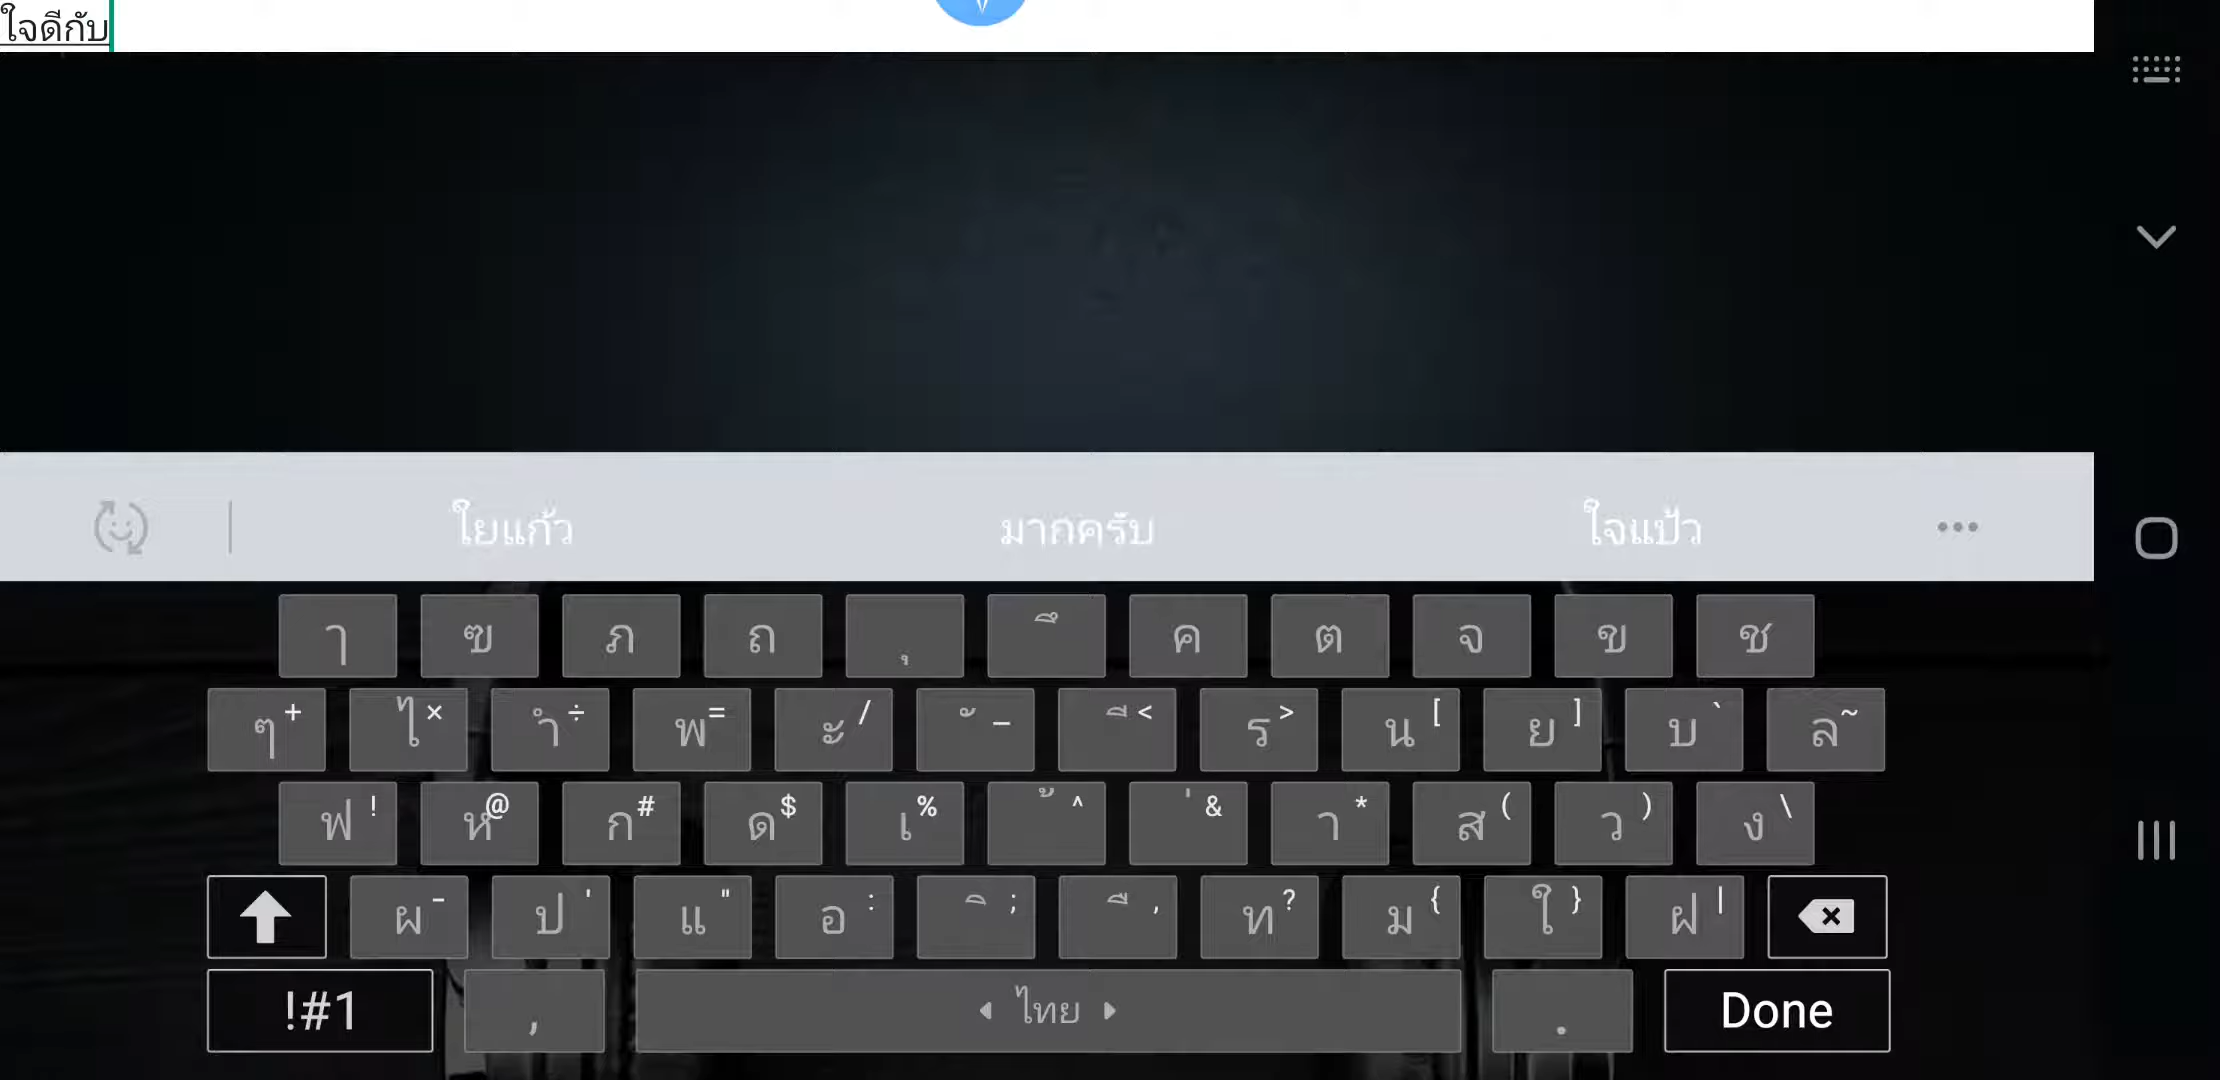 ใจดีกับ
ใยแก้ว มากครับ ใจแป้ว
ๅ ฃ ภ ถ ุ ึ ค ต จ ข ช
ๆ + ไ × ำ ÷ พ = ะ / ั _ ี < ร > น [ ย ] บ ` ล ~
ฟ ! ห @ ก # ด $ เ % ้ ^ ่ & า * ส ( ว ) ง \
ผ - ป ' แ " อ : ิ ; ื , ท ? ม { ใ } ฝ |
!#1 , ไทย . Done